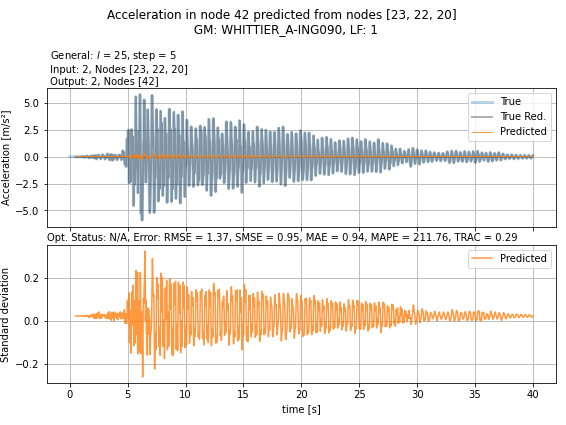 Acceleration in node 42 predicted from nodes [23, 22, 20]
GM: WHITTIER_A-ING090, LF: 1
General: l = 25, step = 5
Input: 2, Nodes [23, 22, 20]
Output: 2, Nodes [42]
True
True Red.
Predicted
5.0
2.5
0.0
−2.5
−5.0
Acceleration [m/s²]
Opt. Status: N/A, Error: RMSE = 1.37, SMSE = 0.95, MAE = 0.94, MAPE = 211.76, TRAC = 0.29
Predicted
0.2
0.0
−0.2
Standard deviation
0 5 10 15 20 25 30 35 40
time [s]